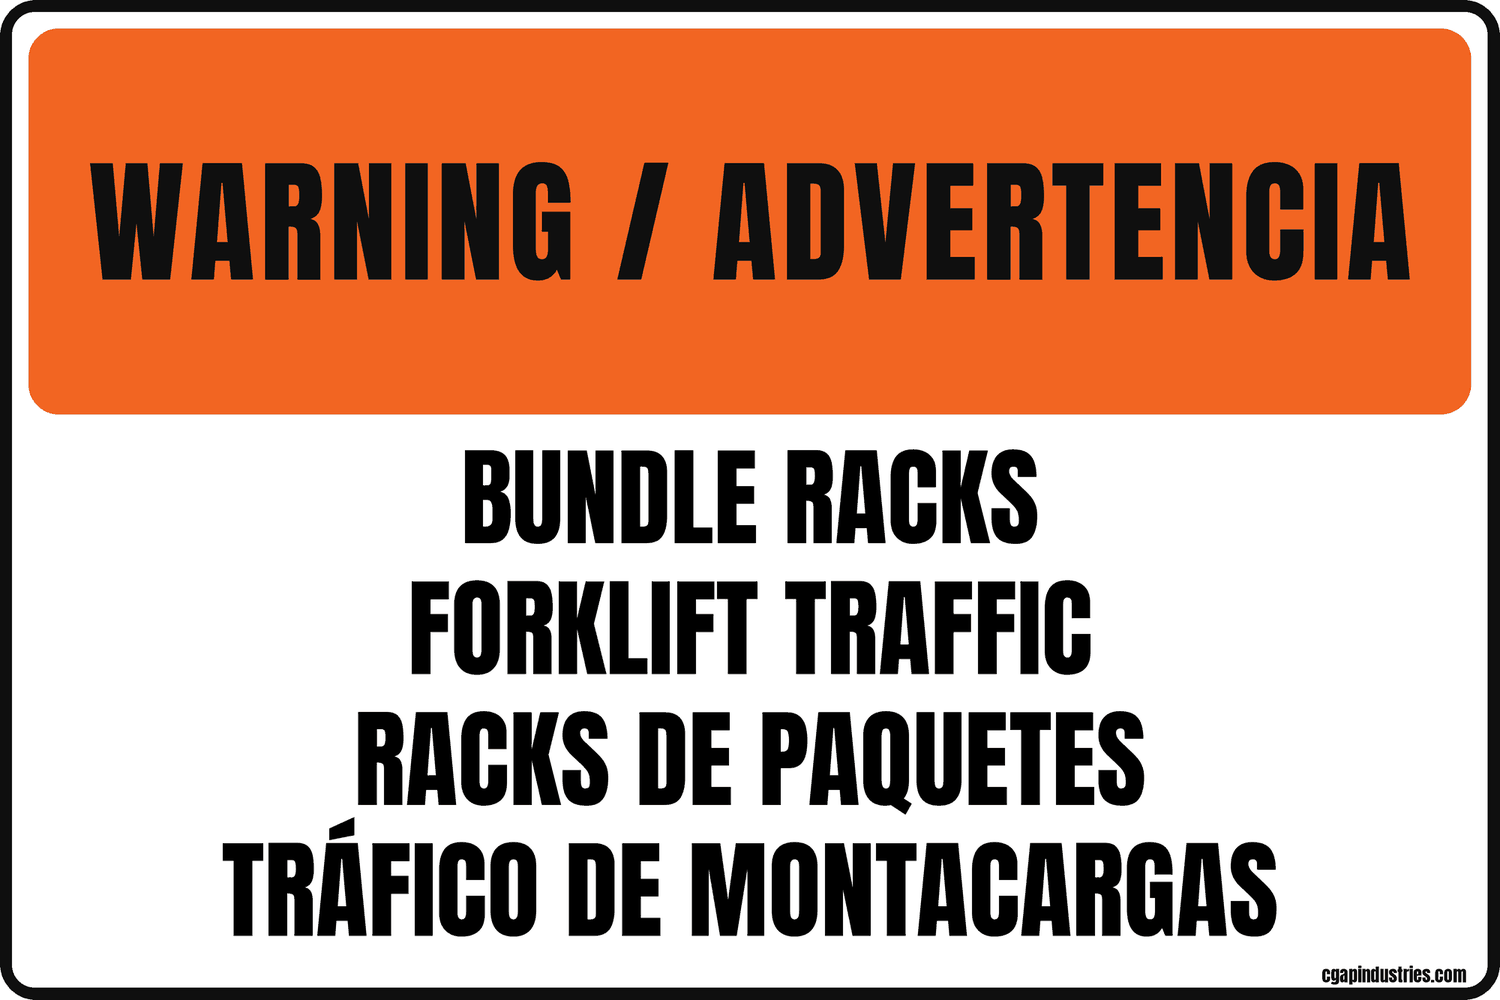 WARNING / ADVERTENCIA
BUNDLE RACKS
FORKLIFT TRAFFIC
RACKS DE PAQUETES
TRÁFICO DE MONTACARGAS
cgapindustries.com